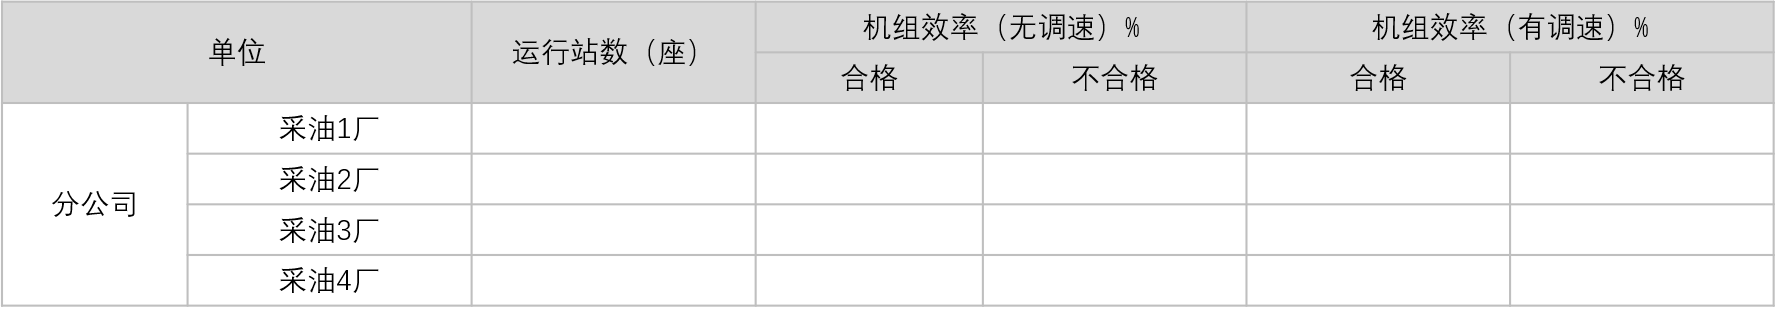 单位
运行站数（座）
机组效率（无调速）%
机组效率（有调速）%
合格
不合格
合格
不合格
分公司
采油1厂
采油2厂
采油3厂
采油4厂